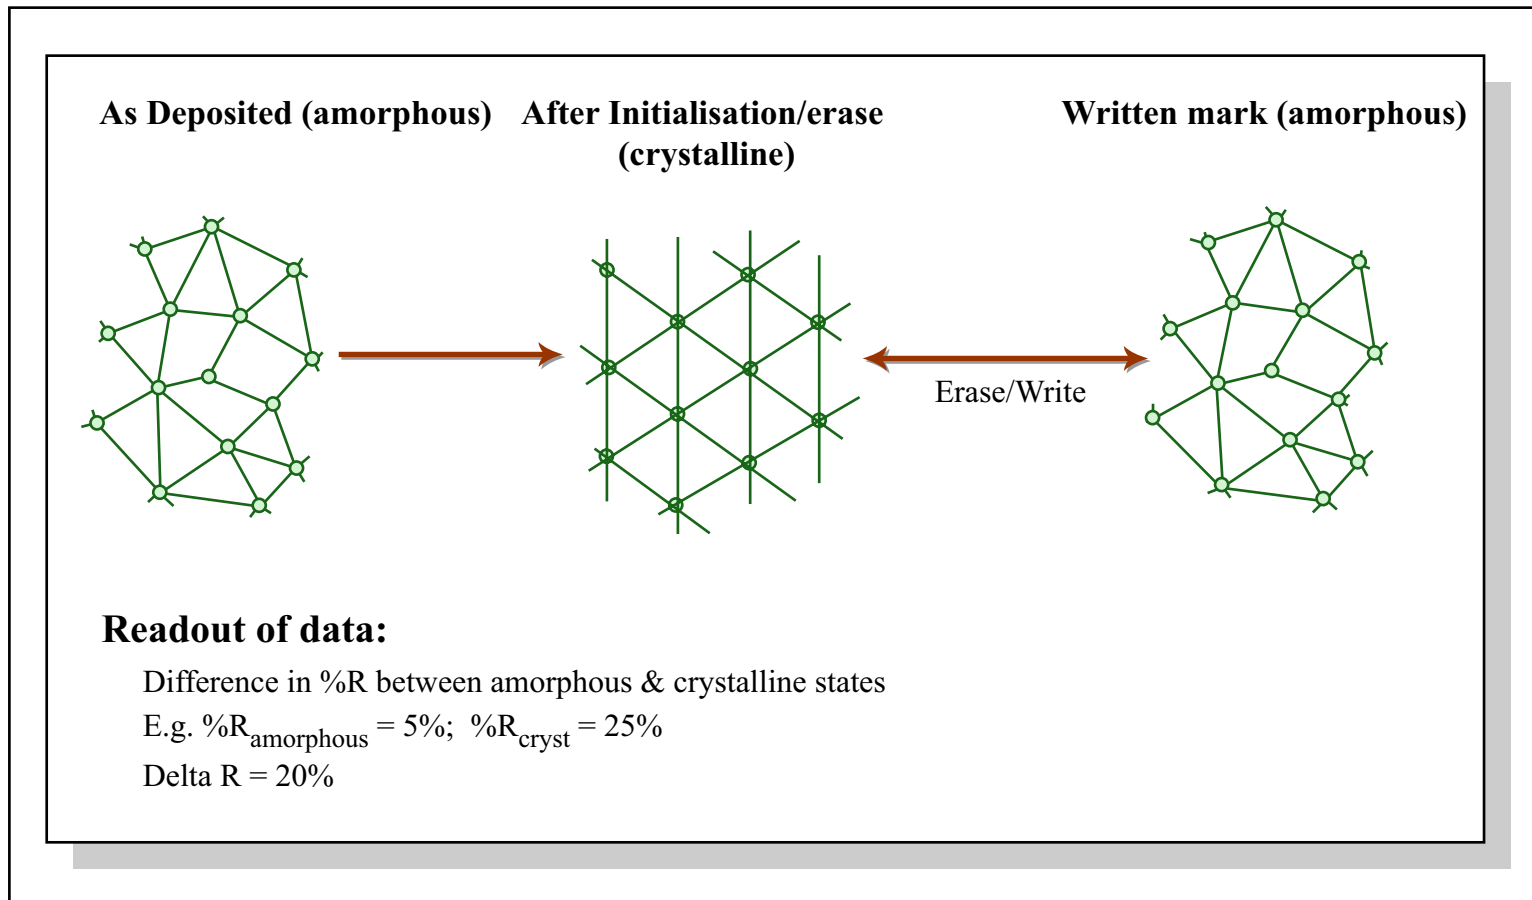 As Deposited (amorphous)
After Initialisation/erase
(crystalline)
Written mark (amorphous)
Erase/Write
Readout of data:
Difference in %R between amorphous & crystalline states
E.g. %Ramorphous = 5%; %Rcryst = 25%
Delta R = 20%